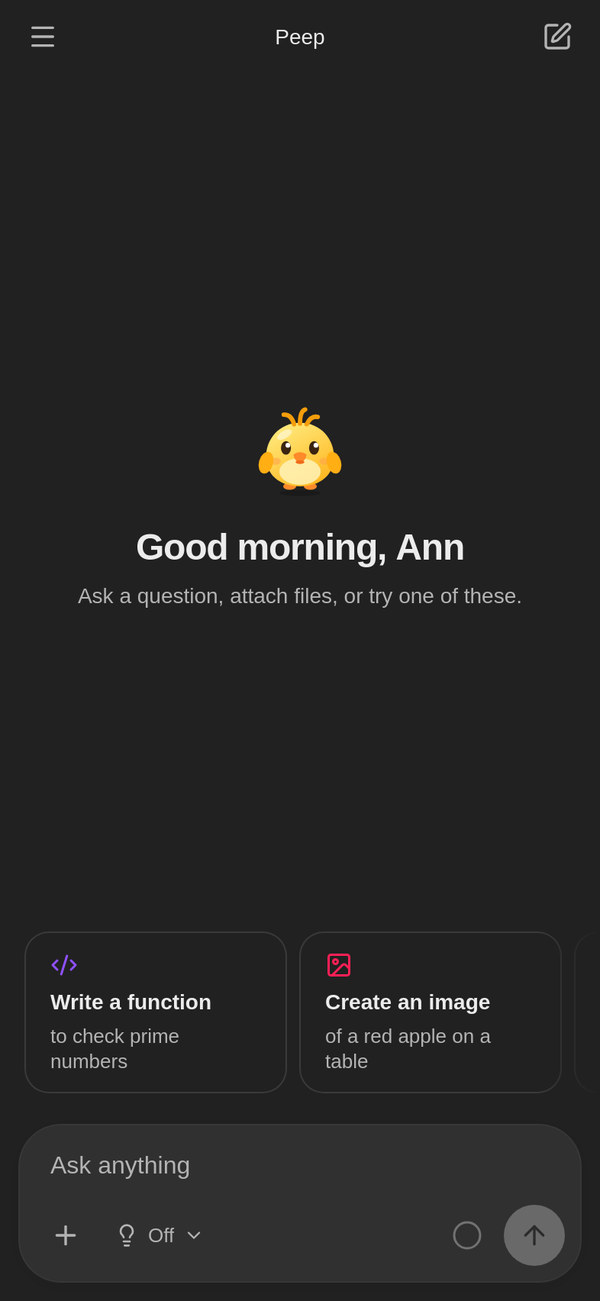 Peep
Good morning, Ann
Ask a question, attach files, or try one of these.
Write a function
to check prime
numbers
Create an image
of a red apple on a
table
Ask anything
Off